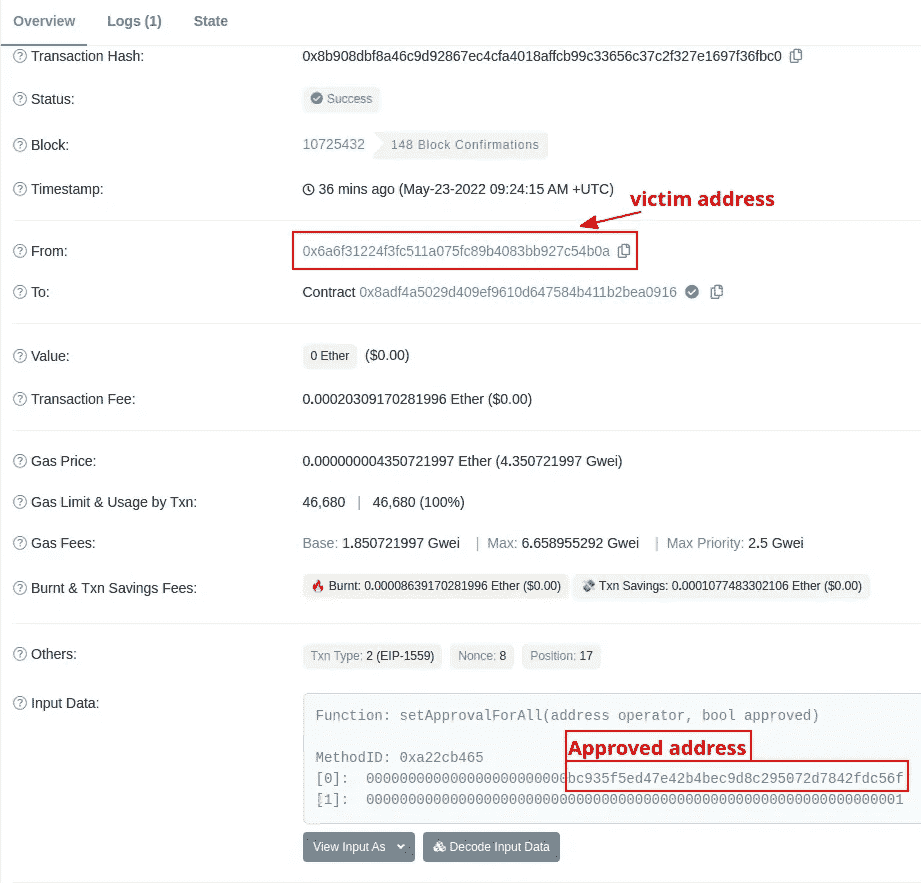 Overview Logs (1) State
Transaction Hash: 0x8b908dbf8a46c9d92867ec4cfa4018affcb99c33656c37c2f327e1697f36fbc0
Status: Success
Block: 10725432 148 Block Confirmations
Timestamp: 36 mins ago (May-23-2022 09:24:15 AM +UTC)
victim address
From: 0x6a6f31224f3fc511a075fc89b4083bb927c54b0a
To: Contract 0x8adf4a5029d409ef9610d647584b411b2bea0916
Value: 0 Ether ($0.00)
Transaction Fee: 0.00020309170281996 Ether ($0.00)
Gas Price: 0.000000004350721997 Ether (4.350721997 Gwei)
Gas Limit & Usage by Txn: 46,680 | 46,680 (100%)
Gas Fees: Base: 1.850721997 Gwei | Max: 6.658955292 Gwei | Max Priority: 2.5 Gwei
Burnt & Txn Savings Fees: Burnt: 0.00008639170281996 Ether ($0.00) Txn Savings: 0.0001077483302106 Ether ($0.00)
Others: Txn Type: 2 (EIP-1559) Nonce: 8 Position: 17
Input Data:
Function: setApprovalForAll(address operator, bool approved)
Approved address
MethodID: 0xa22cb465
[0]: 000000000000000000000000bc935f5ed47e42b4bec9d8c295072d7842fdc56f
[1]: 0000000000000000000000000000000000000000000000000000000000000001
View Input As Decode Input Data